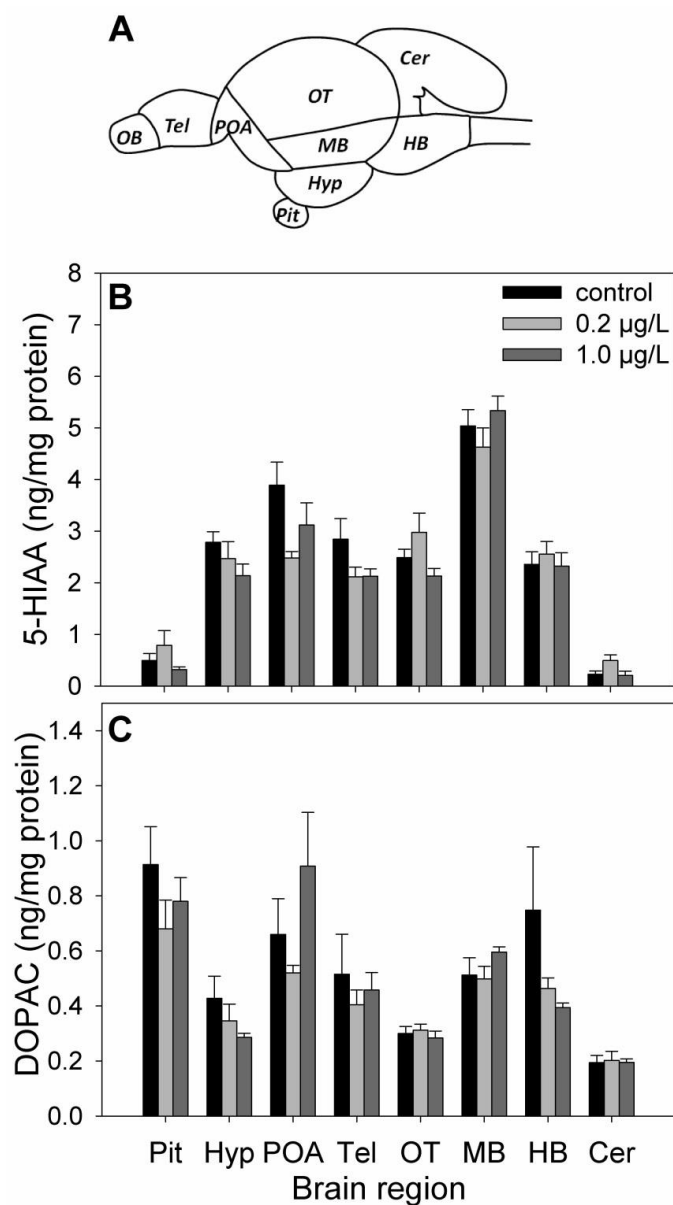 A
Cer
OT
OB Tel POA MB HB
Hyp
Pit
B
control
0.2 µg/L
1.0 µg/L
5-HIAA (ng/mg protein)
8
7
6
5
4
3
2
1
0
C
DOPAC (ng/mg protein)
1.4
1.2
1.0
0.8
0.6
0.4
0.2
0.0
Pit Hyp POA Tel OT MB HB Cer
Brain region